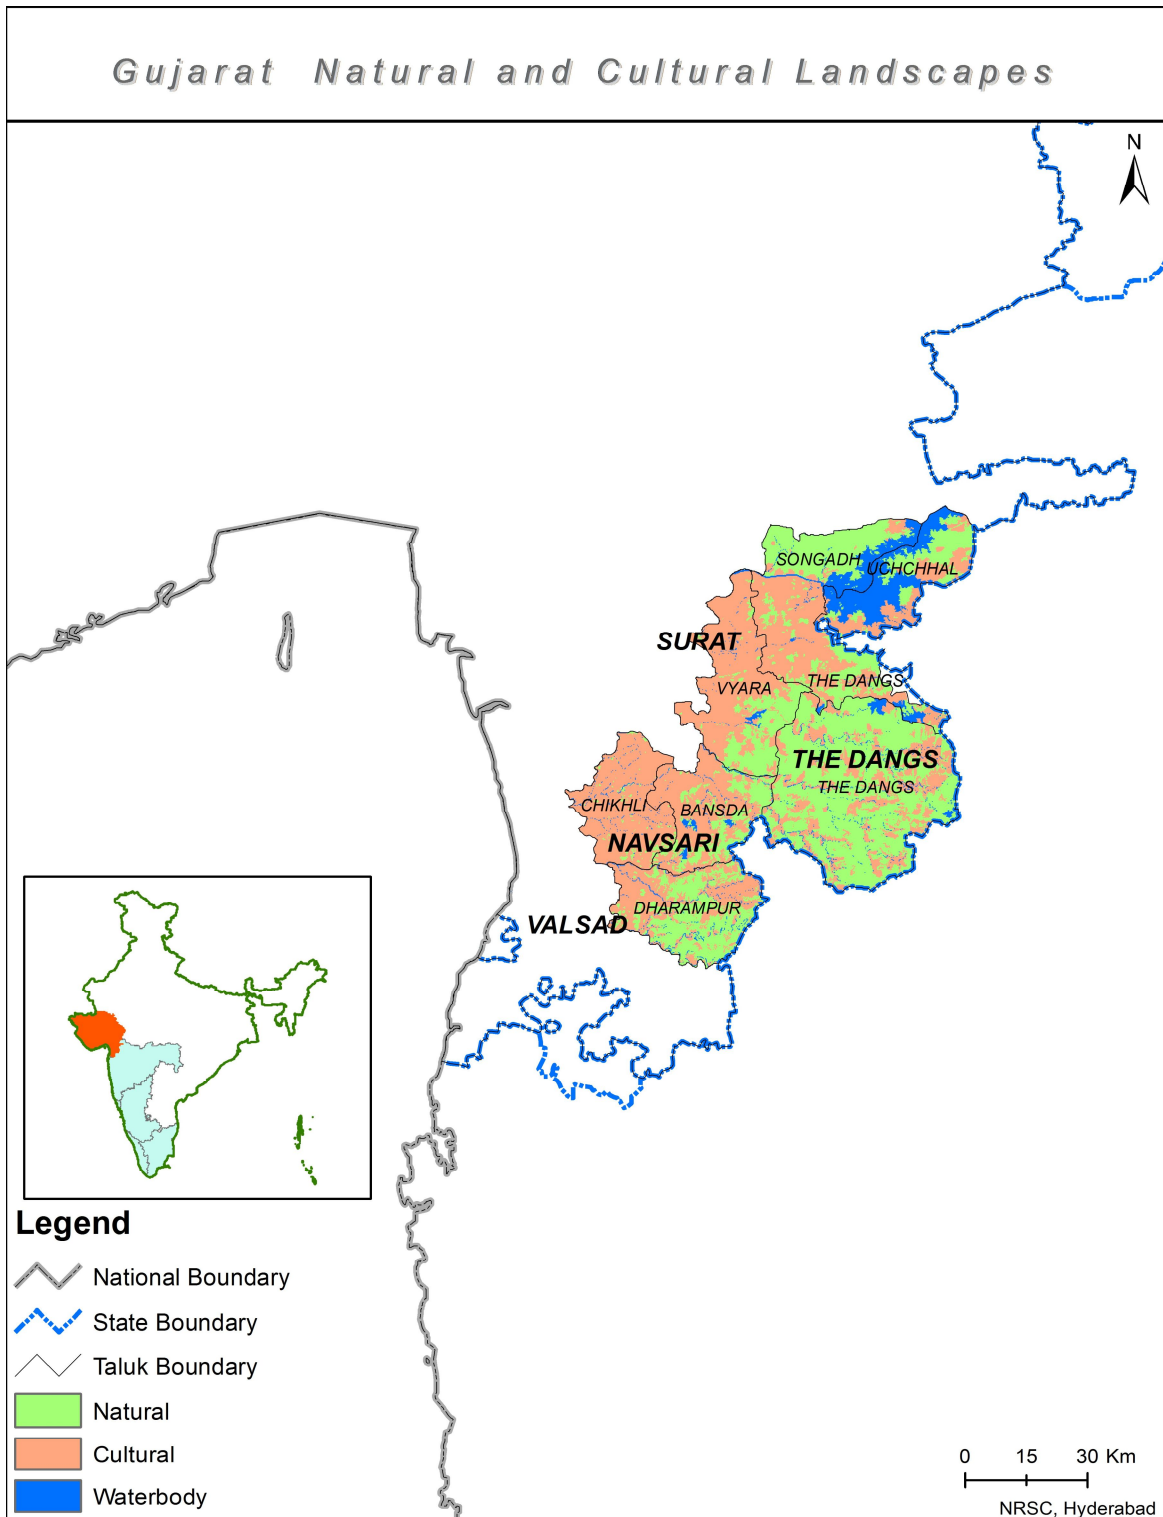 Gujarat Natural and Cultural Landscapes
N
SONGADH
UCHCHHAL
SURAT
THE DANGS
VYARA
THE DANGS
THE DANGS
CHIKHLI
BANSDA
NAVSARI
DHARAMPUR
VALSAD
Legend
National Boundary
State Boundary
Taluk Boundary
Natural
Cultural
Waterbody
0 15 30 Km
NRSC, Hyderabad